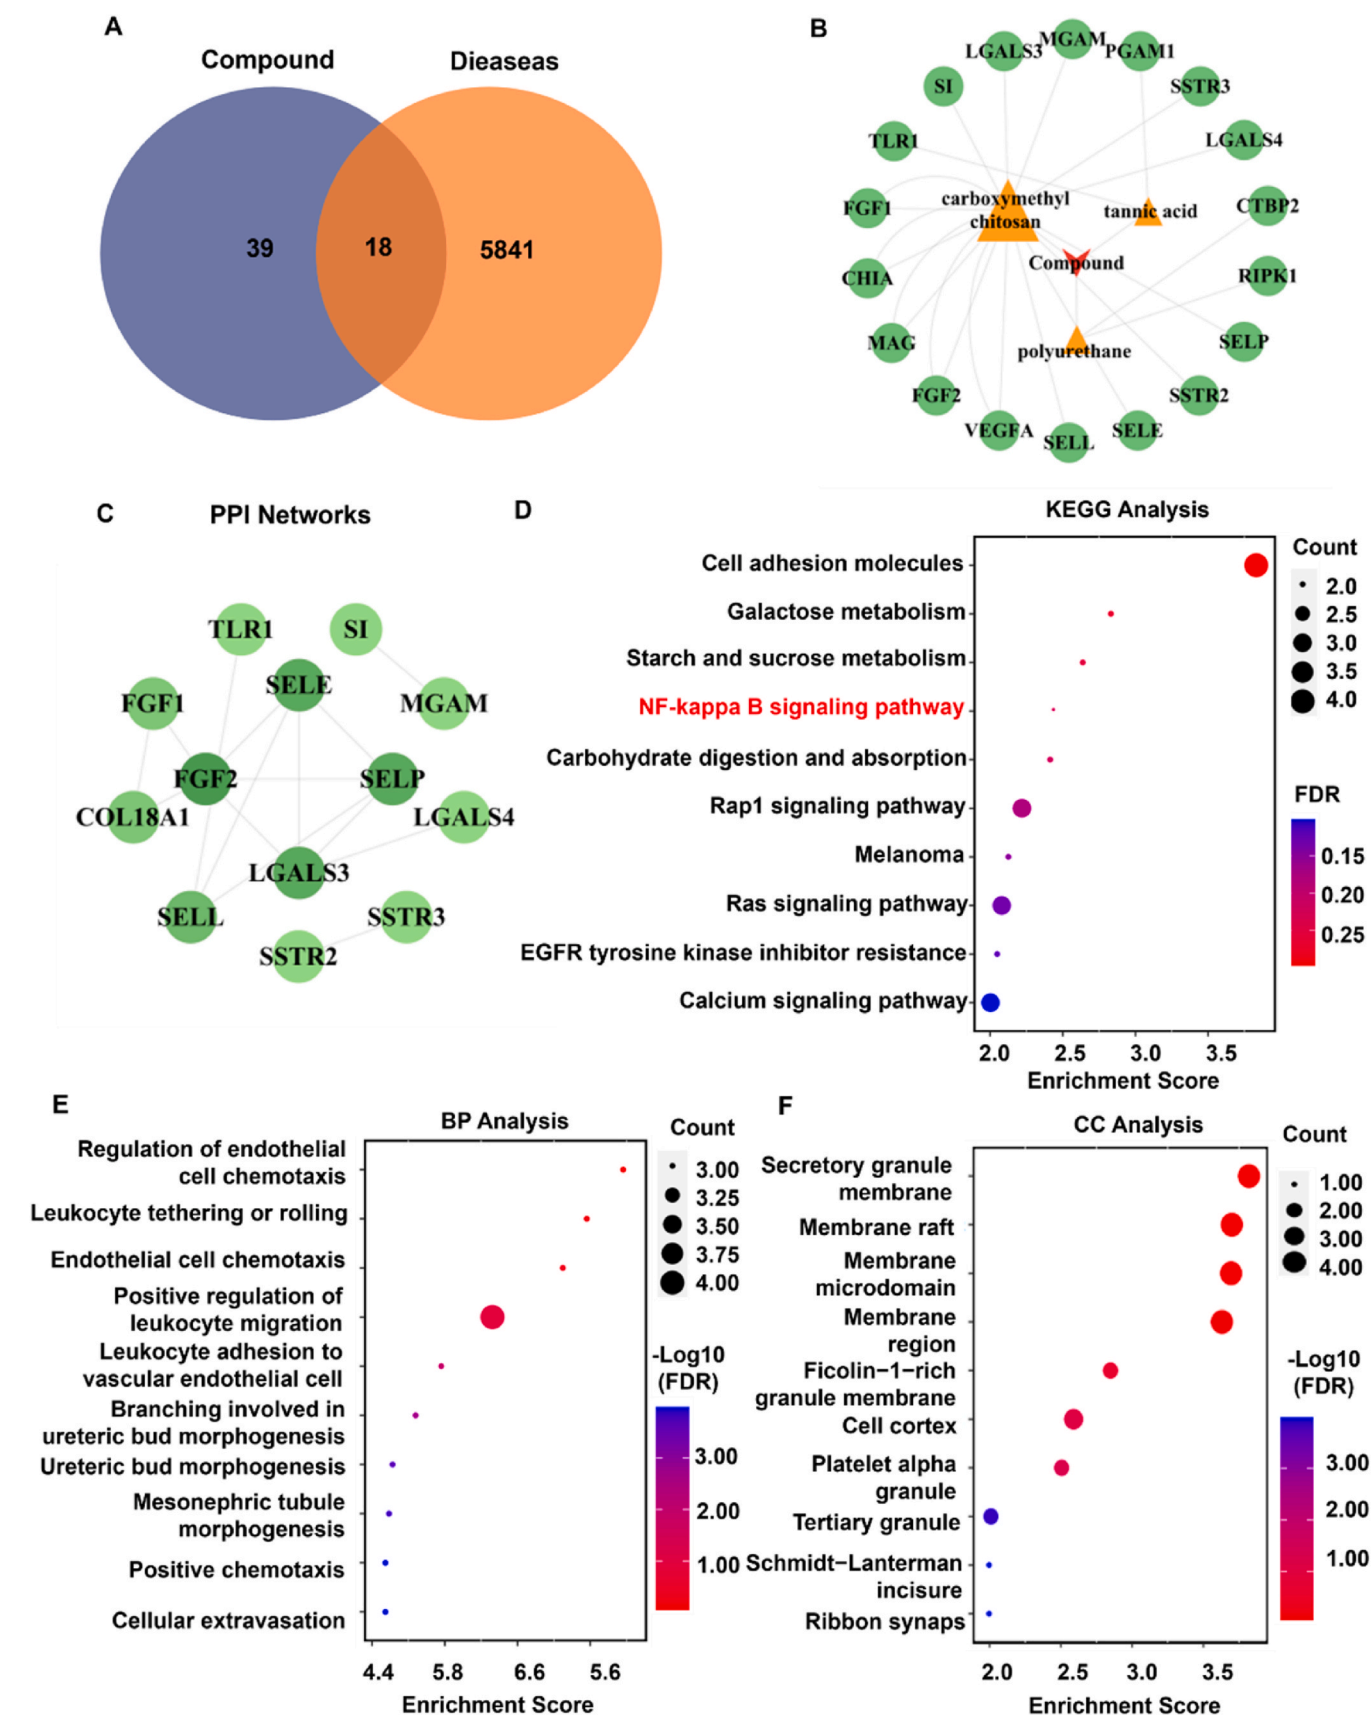 A
Compound
Dieaseas
39
18
5841
B
LGALS3
MGAM
PGAM1
SI
SSTR3
TLR1
LGALS4
carboxymethyl
chitosan
tannic acid
FGF1
CTBP2
Compound
CHIA
RIPK1
MAG
polyurethane
SELP
FGF2
SSTR2
VEGFA
SELL
SELE
C
PPI Networks
TLR1
SI
SELE
FGF1
MGAM
FGF2
SELP
COL18A1
LGALS4
LGALS3
SELL
SSTR3
SSTR2
D
KEGG Analysis
Cell adhesion molecules
Galactose metabolism
Starch and sucrose metabolism
NF-kappa B signaling pathway
Carbohydrate digestion and absorption
Rap1 signaling pathway
Melanoma
Ras signaling pathway
EGFR tyrosine kinase inhibitor resistance
Calcium signaling pathway
2.0 2.5 3.0 3.5
Enrichment Score
Count
2.0
2.5
3.0
3.5
4.0
FDR
0.15
0.20
0.25
E
BP Analysis
Regulation of endothelial
cell chemotaxis
Leukocyte tethering or rolling
Endothelial cell chemotaxis
Positive regulation of
leukocyte migration
Leukocyte adhesion to
vascular endothelial cell
Branching involved in
ureteric bud morphogenesis
Ureteric bud morphogenesis
Mesonephric tubule
morphogenesis
Positive chemotaxis
Cellular extravasation
4.4 5.8 6.6 5.6
Enrichment Score
Count
3.00
3.25
3.50
3.75
4.00
-Log10
(FDR)
3.00
2.00
1.00
F
CC Analysis
Secretory granule
membrane
Membrane raft
Membrane
microdomain
Membrane
region
Ficolin−1−rich
granule membrane
Cell cortex
Platelet alpha
granule
Tertiary granule
Schmidt−Lanterman
incisure
Ribbon synaps
2.0 2.5 3.0 3.5
Enrichment Score
Count
1.00
2.00
3.00
4.00
-Log10
(FDR)
3.00
2.00
1.00